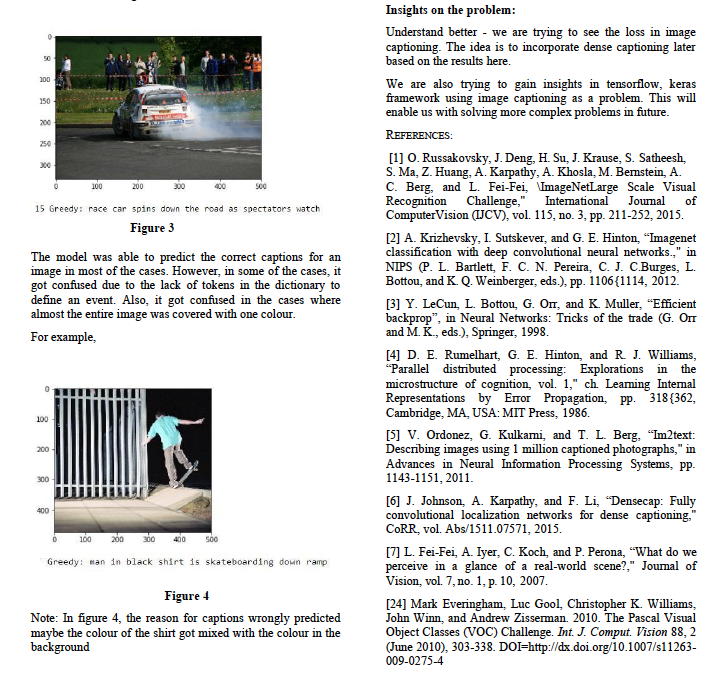 0
50
100
150
200
250
300
0 100 200 300 400 500
15 Greedy: race car spins down the road as spectators watch
Figure 3
The model was able to predict the correct captions for an
image in most of the cases. However, in some of the cases, it
got confused due to the lack of tokens in the dictionary to
define an event. Also, it got confused in the cases where
almost the entire image was covered with one colour.
For example,
0
100
200
300
400
0 100 200 300 400 500
Greedy: man in black shirt is skateboarding down ramp
Figure 4
Note: In figure 4, the reason for captions wrongly predicted
maybe the colour of the shirt got mixed with the colour in the
background
Insights on the problem:
Understand better - we are trying to see the loss in image
captioning. The idea is to incorporate dense captioning later
based on the results here.
We are also trying to gain insights in tensorflow, keras
framework using image captioning as a problem. This will
enable us with solving more complex problems in future.
REFERENCES:
[1] O. Russakovsky, J. Deng, H. Su, J. Krause, S. Satheesh,
S. Ma, Z. Huang, A. Karpathy, A. Khosla, M. Bernstein, A.
C. Berg, and L. Fei-Fei, \ImageNetLarge Scale Visual
Recognition Challenge," International Journal of
ComputerVision (IJCV), vol. 115, no. 3, pp. 211-252, 2015.
[2] A. Krizhevsky, I. Sutskever, and G. E. Hinton, “Imagenet
classification with deep convolutional neural networks.,” in
NIPS (P. L. Bartlett, F. C. N. Pereira, C. J. C.Burges, L.
Bottou, and K. Q. Weinberger, eds.), pp. 1106{1114, 2012.
[3] Y. LeCun, L. Bottou, G. Orr, and K. Muller, “Efficient
backprop”, in Neural Networks: Tricks of the trade (G. Orr
and M. K., eds.), Springer, 1998.
[4] D. E. Rumelhart, G. E. Hinton, and R. J. Williams,
“Parallel distributed processing: Explorations in the
microstructure of cognition, vol. 1," ch. Learning Internal
Representations by Error Propagation, pp. 318{362,
Cambridge, MA, USA: MIT Press, 1986.
[5] V. Ordonez, G. Kulkarni, and T. L. Berg, “Im2text:
Describing images using 1 million captioned photographs," in
Advances in Neural Information Processing Systems, pp.
1143-1151, 2011.
[6] J. Johnson, A. Karpathy, and F. Li, “Densecap: Fully
convolutional localization networks for dense captioning,"
CoRR, vol. Abs/1511.07571, 2015.
[7] L. Fei-Fei, A. Iyer, C. Koch, and P. Perona, “What do we
perceive in a glance of a real-world scene?," Journal of
Vision, vol. 7, no. 1, p. 10, 2007.
[24] Mark Everingham, Luc Gool, Christopher K. Williams,
John Winn, and Andrew Zisserman. 2010. The Pascal Visual
Object Classes (VOC) Challenge. Int. J. Comput. Vision 88, 2
(June 2010), 303-338. DOI=http://dx.doi.org/10.1007/s11263-
009-0275-4